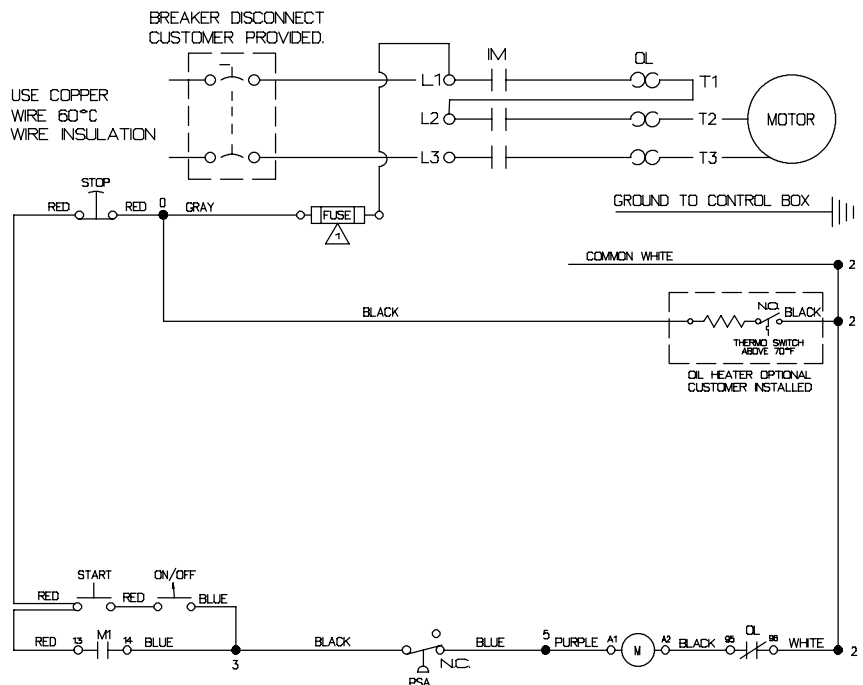 BREAKER DISCONNECT
CUSTOMER PROVIDED.
USE COPPER
WIRE 60°C
WIRE INSULATION
L1
IM
OL
T1
L2
T2
MOTOR
L3
T3
STOP
RED
RED
0
GRAY
FUSE
1
GROUND TO CONTROL BOX
COMMON WHITE
2
BLACK
N.O.
BLACK
2
THERMO SWITCH
ABOVE 70°F
OIL HEATER OPTIONAL
CUSTOMER INSTALLED
START
ON/OFF
RED
RED
BLUE
RED
13
M1
14
BLUE
3
BLACK
N.C.
PSA
BLUE
5
PURPLE
A1
M
A2
BLACK
95
OL
96
WHITE
2